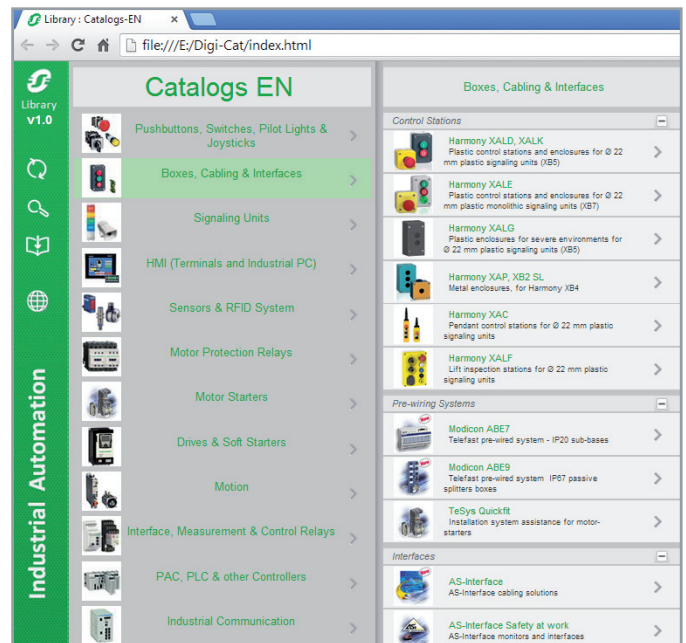 Library : Catalogs-EN
file:///E:/Digi-Cat/index.html
Library
v1.0
Industrial Automation
Catalogs EN
Pushbuttons, Switches, Pilot Lights &
Joysticks
Boxes, Cabling & Interfaces
Signaling Units
HMI (Terminals and Industrial PC)
Sensors & RFID System
Motor Protection Relays
Motor Starters
Drives & Soft Starters
Motion
Interface, Measurement & Control Relays
PAC, PLC & other Controllers
Industrial Communication
Boxes, Cabling & Interfaces
Control Stations
Harmony XALD, XALK
Plastic control stations and enclosures for Ø 22
mm plastic signaling units (XB5)
Harmony XALE
Plastic control stations and enclosures for Ø 22
mm plastic monolithic signaling units (XB7)
Harmony XALG
Plastic enclosures for severe environments for
Ø 22 mm plastic signaling units (XB5)
Harmony XAP, XB2 SL
Metal enclosures, for Harmony XB4
Harmony XAC
Pendant control stations for Ø 22 mm plastic
signaling units
Harmony XALF
Lift inspection stations for Ø 22 mm plastic
signaling units
Pre-wiring Systems
Modicon ABE7
Telefast pre-wired system - IP20 sub-bases
Modicon ABE9
Telefast pre-wired system IP67 passive
splitters boxes
TeSys Quickfit
Installation system assistance for motor-
starters
Interfaces
AS-Interface
AS-Interface cabling solutions
AS-Interface Safety at work
AS-Interface monitors and interfaces